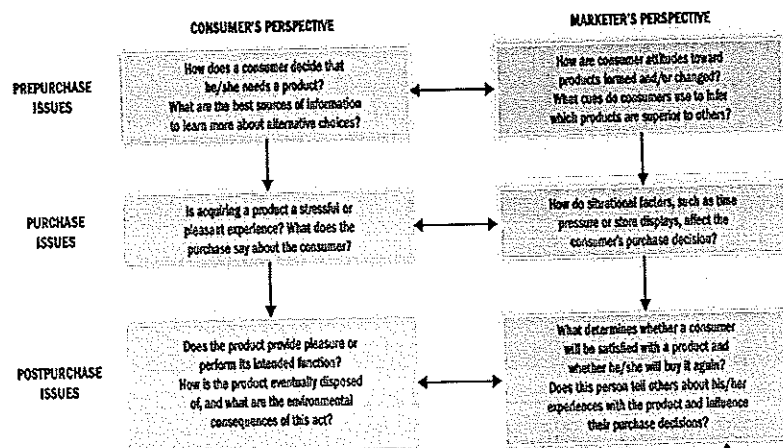 CONSUMER'S PERSPECTIVE
MARKETER'S PERSPECTIVE
PREPURCHASE
ISSUES
How does a consumer decide that
he/she needs a product?
What are the best sources of information
to learn more about alternative choices?
How are consumer attitudes toward
products formed and/or changed?
What cues do consumers use to infer
which products are superior to others?
PURCHASE
ISSUES
Is acquiring a product a stressful or
pleasant experience? What does the
purchase say about the consumer?
How do situational factors, such as time
pressure or store displays, affect the
consumer's purchase decision?
POSTPURCHASE
ISSUES
Does the product provide pleasure or
perform its intended function?
How is the product eventually disposed
of, and what are the environmental
consequences of this act?
What determines whether a consumer
will be satisfied with a product and
whether he/she will buy it again?
Does this person tell others about his/her
experiences with the product and influence
their purchase decisions?